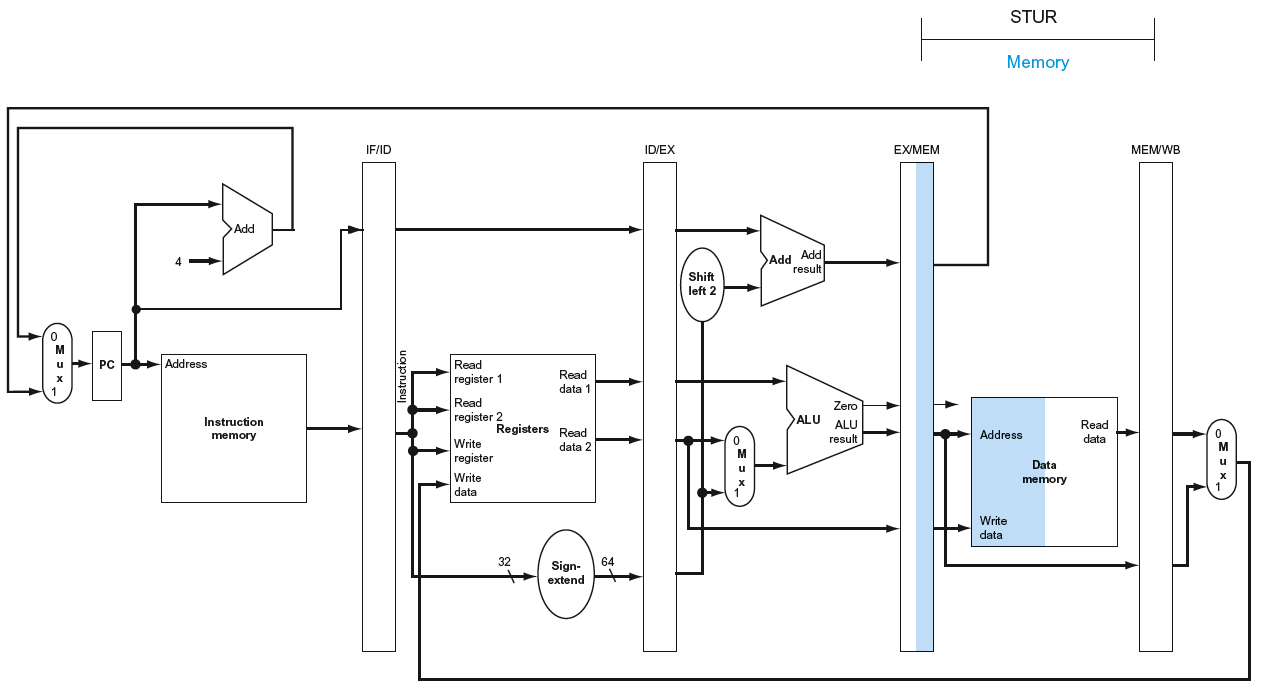 STUR
Memory
IF/ID
ID/EX
EX/MEM
MEM/WB
Add
4
Add
Add
result
Shift
left 2
0
M
u
x
1
PC
Address
Instruction
memory
Instruction
Read
register 1
Read
register 2
Write
register
Write
data
Registers
Read
data 1
Read
data 2
0
M
u
x
1
Zero
ALU
ALU
result
Address
Read
data
Data
memory
Write
data
0
M
u
x
1
32
Sign-
extend
64